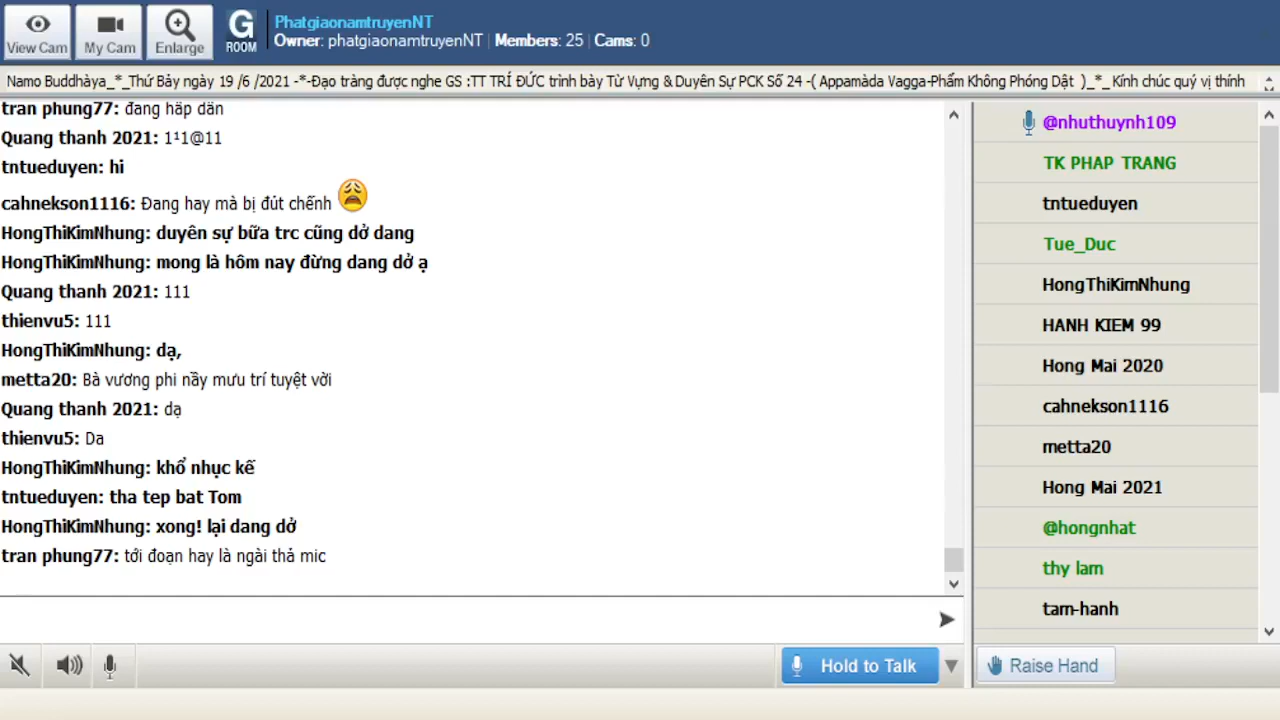 View Cam
My Cam
Enlarge
G
ROOM
PhatgiaonamtruyenNT
Owner: phatgiaonamtruyenNT | Members: 25 | Cams: 0
Namo Buddhàya_*_Thứ Bảy ngày 19 /6 /2021 -*-Đạo tràng được nghe GS :TT TRÍ ĐỨC trình bày Từ Vựng & Duyên Sự PCK Số 24 -( Appamàda Vagga-Phẩm Không Phóng Dật )_*_ Kính chúc quý vị thính
tran phung77: đang hấp dẫn
Quang thanh 2021: 1¹1@11
tntueduyen: hi
cahnekson1116: Đang hay mà bị đút chếnh
HongThiKimNhung: duyên sự bữa trc cũng dở dang
HongThiKimNhung: mong là hôm nay đừng dang dở ạ
Quang thanh 2021: 111
thienvu5: 111
HongThiKimNhung: dạ,
metta20: Bà vương phi nầy mưu trí tuyệt vời
Quang thanh 2021: dạ
thienvu5: Da
HongThiKimNhung: khổ nhục kế
tntueduyen: tha tep bat Tom
HongThiKimNhung: xong! lại dang dở
tran phung77: tới đoạn hay là ngài thả mic
Hold to Talk
@nhuthuynh109
TK PHAP TRANG
tntueduyen
Tue_Duc
HongThiKimNhung
HANH KIEM 99
Hong Mai 2020
cahnekson1116
metta20
Hong Mai 2021
@hongnhat
thy lam
tam-hanh
Raise Hand